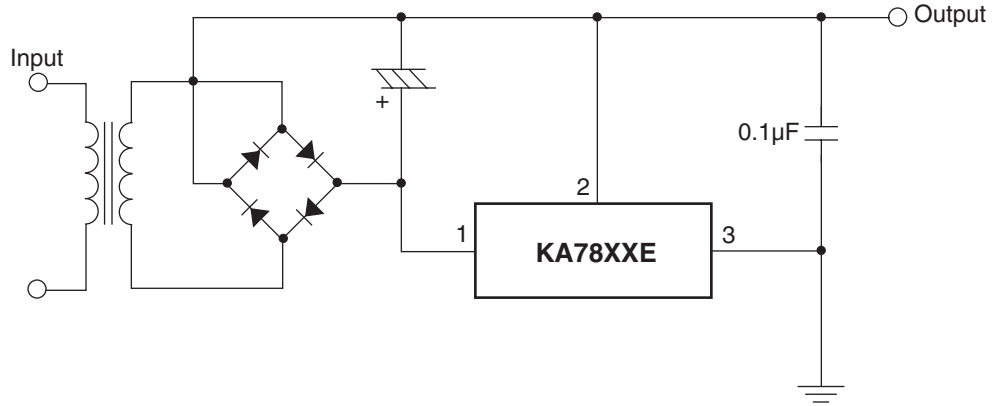 Output
Input
+
0.1µF
2
1
KA78XXE
3